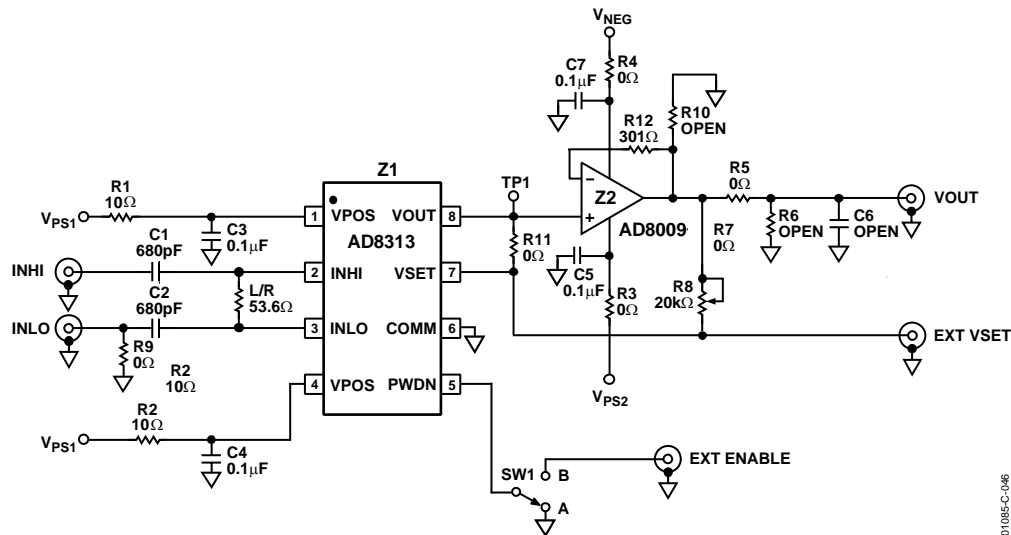 V_NEG
C7
0.1µF
R4
0Ω
R10
OPEN
R12
301Ω
Z1
TP1
Z2
AD8009
R5
0Ω
VOUT
R1
10Ω
V_PS1
C3
0.1µF
1 VPOS VOUT 8
AD8313
R11
0Ω
R6
OPEN
C6
OPEN
R7
0Ω
C1
680pF
INHI
2 INHI VSET 7
C5
0.1µF
R3
0Ω
R8
20kΩ
L/R
53.6Ω
C2
680pF
INLO
3 INLO COMM 6
EXT VSET
R9
0Ω
R2
10Ω
4 VPOS PWDN 5
V_PS2
R2
10Ω
V_PS1
C4
0.1µF
SW1
B
A
EXT ENABLE
01085-C-046